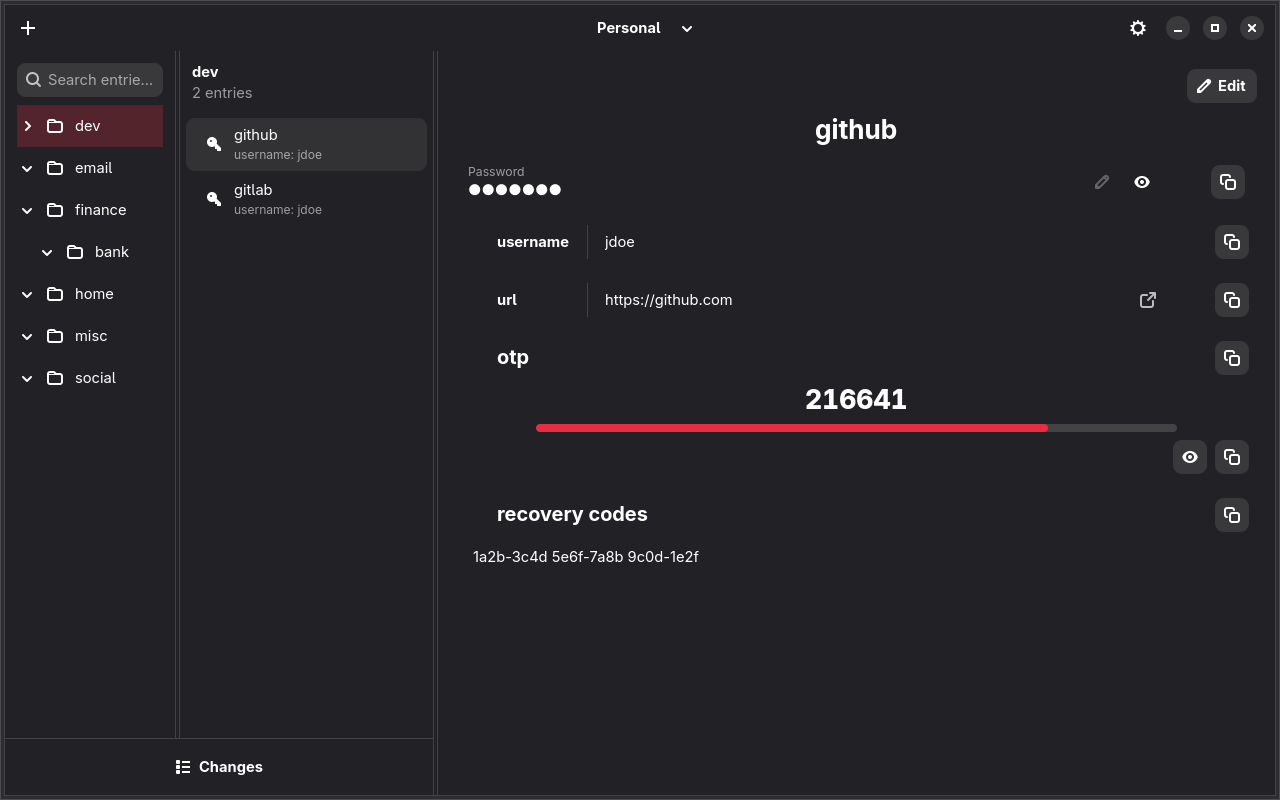 Personal
Search entrie...
dev
email
finance
bank
home
misc
social
dev
2 entries
github
username: jdoe
gitlab
username: jdoe
Changes
Edit
github
Password
●●●●●●●
username jdoe
url https://github.com
otp
216641
recovery codes
1a2b-3c4d 5e6f-7a8b 9c0d-1e2f